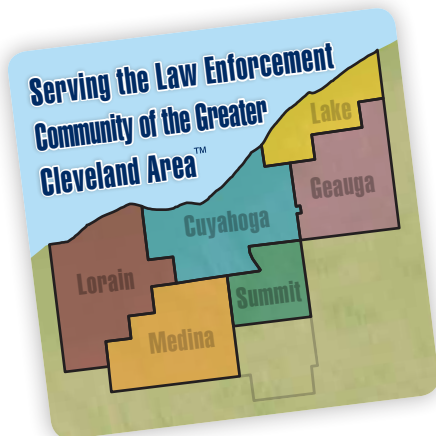 Serving the Law Enforcement
Community of the Greater
Cleveland Area™
Lake
Geauga
Cuyahoga
Lorain
Summit
Medina